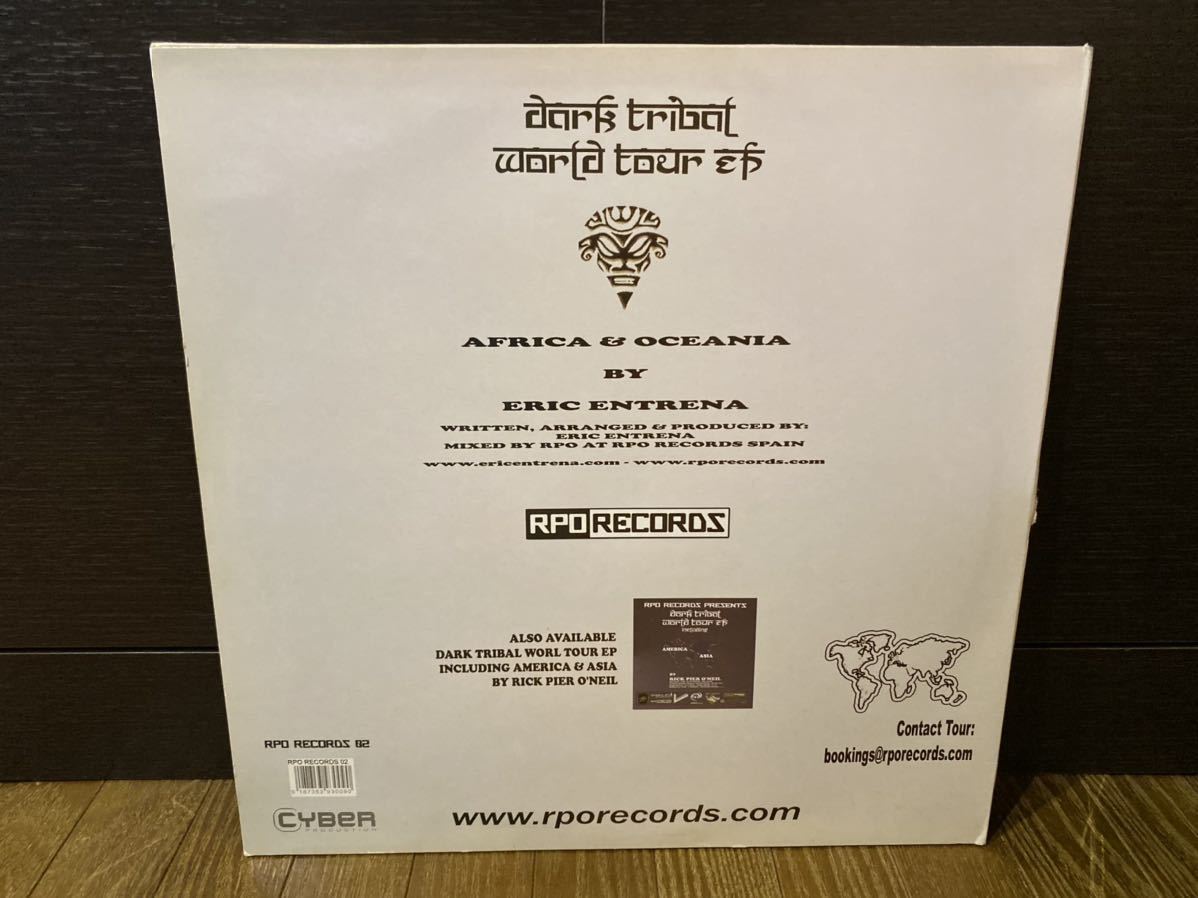 dark tribal
world tour ep
AFRICA & OCEANIA
BY
ERIC ENTRENA
WRITTEN, ARRANGED & PRODUCED BY:
ERIC ENTRENA
MIXED BY RPO AT RPO RECORDS SPAIN
www.ericentrena.com - www.rporecords.com
RPO RECORDS
ALSO AVAILABLE
DARK TRIBAL WORL TOUR EP
INCLUDING AMERICA & ASIA
BY RICK PIER O'NEIL
RPO RECORDS PRESENTS
dark tribal
world tour ep
including
AMERICA
ASIA
BY
RICK PIER O'NEIL
Contact Tour:
bookings@rporecords.com
RPO RECORDS 02
RPO RECORDS 02
CYBER
PRODUCTION
www.rporecords.com